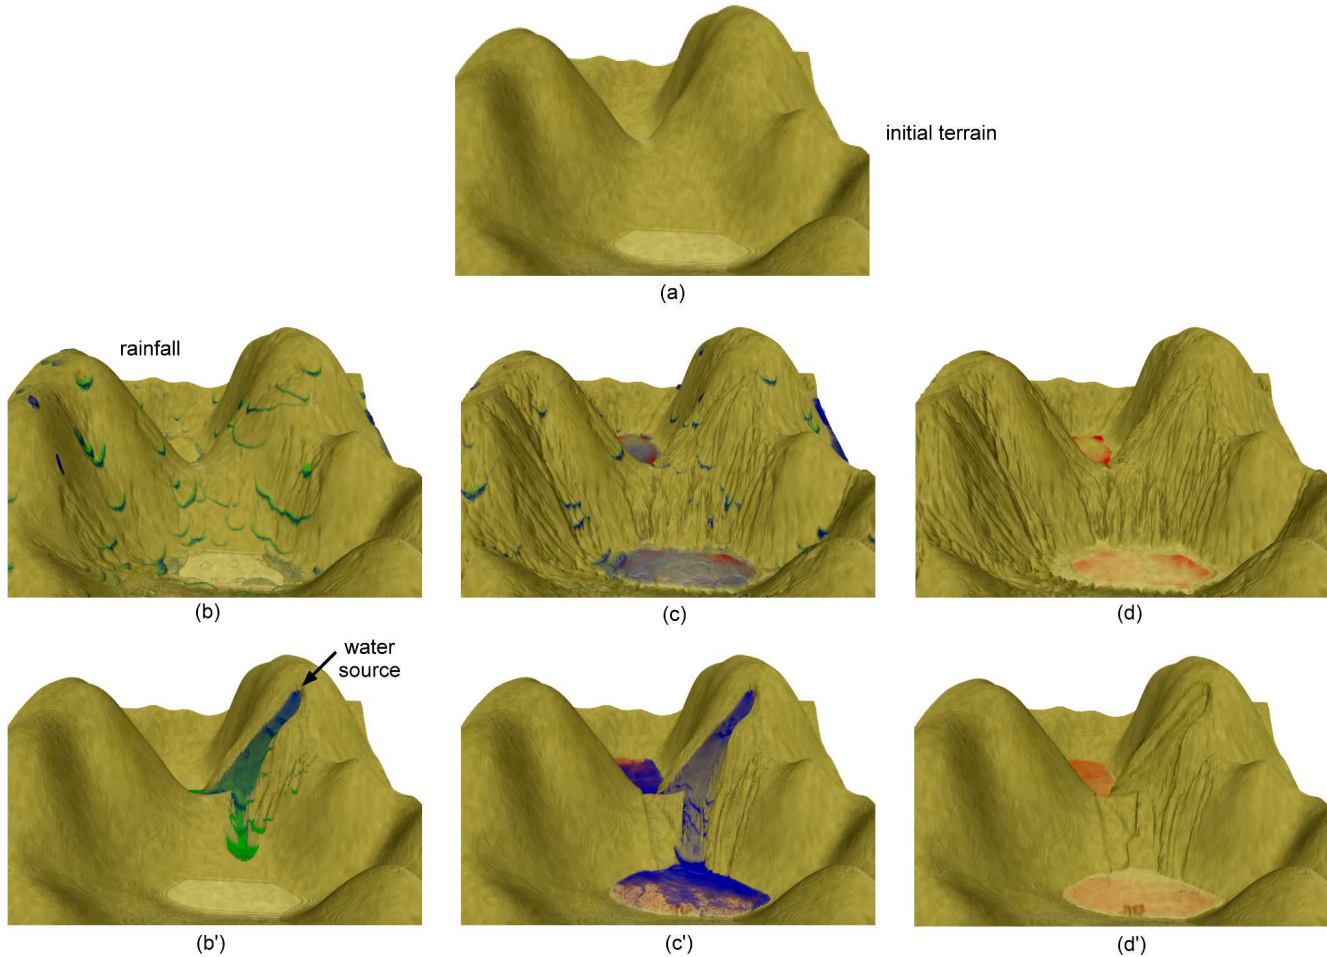 initial terrain
(a)
rainfall
(b)
(c)
(d)
water
source
(b')
(c')
(d')